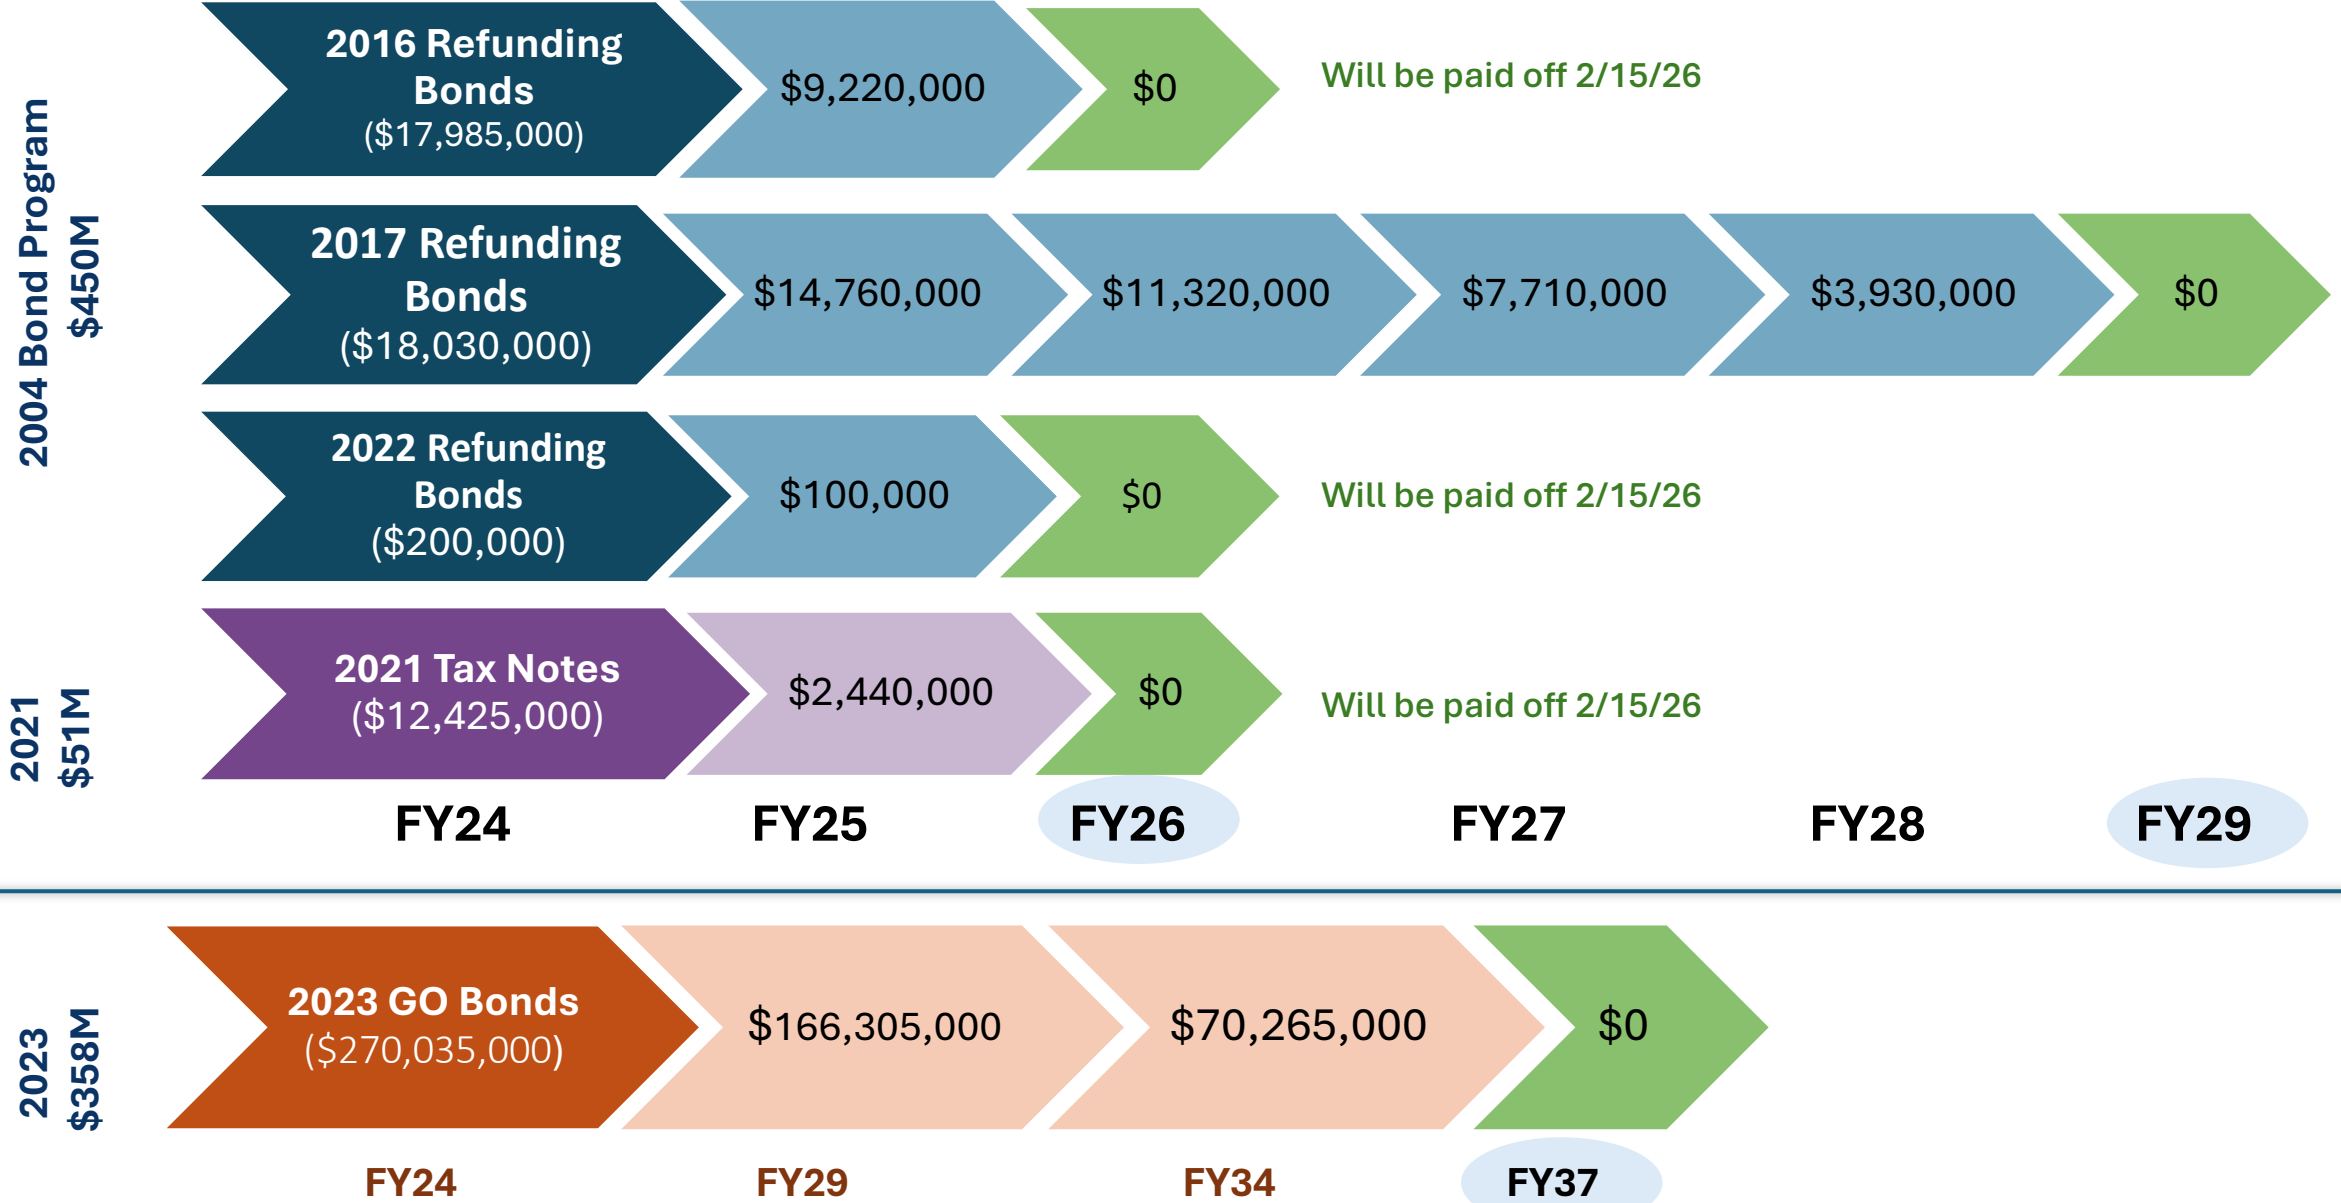 2004 Bond Program
$450M
2016 Refunding
Bonds
($17,985,000)
$9,220,000
$0
Will be paid off 2/15/26
2017 Refunding
Bonds
($18,030,000)
$14,760,000
$11,320,000
$7,710,000
$3,930,000
$0
2022 Refunding
Bonds
($200,000)
$100,000
$0
Will be paid off 2/15/26
2021
$51M
2021 Tax Notes
($12,425,000)
$2,440,000
$0
Will be paid off 2/15/26
FY24
FY25
FY26
FY27
FY28
FY29
2023
$358M
2023 GO Bonds
($270,035,000)
$166,305,000
$70,265,000
$0
FY24
FY29
FY34
FY37